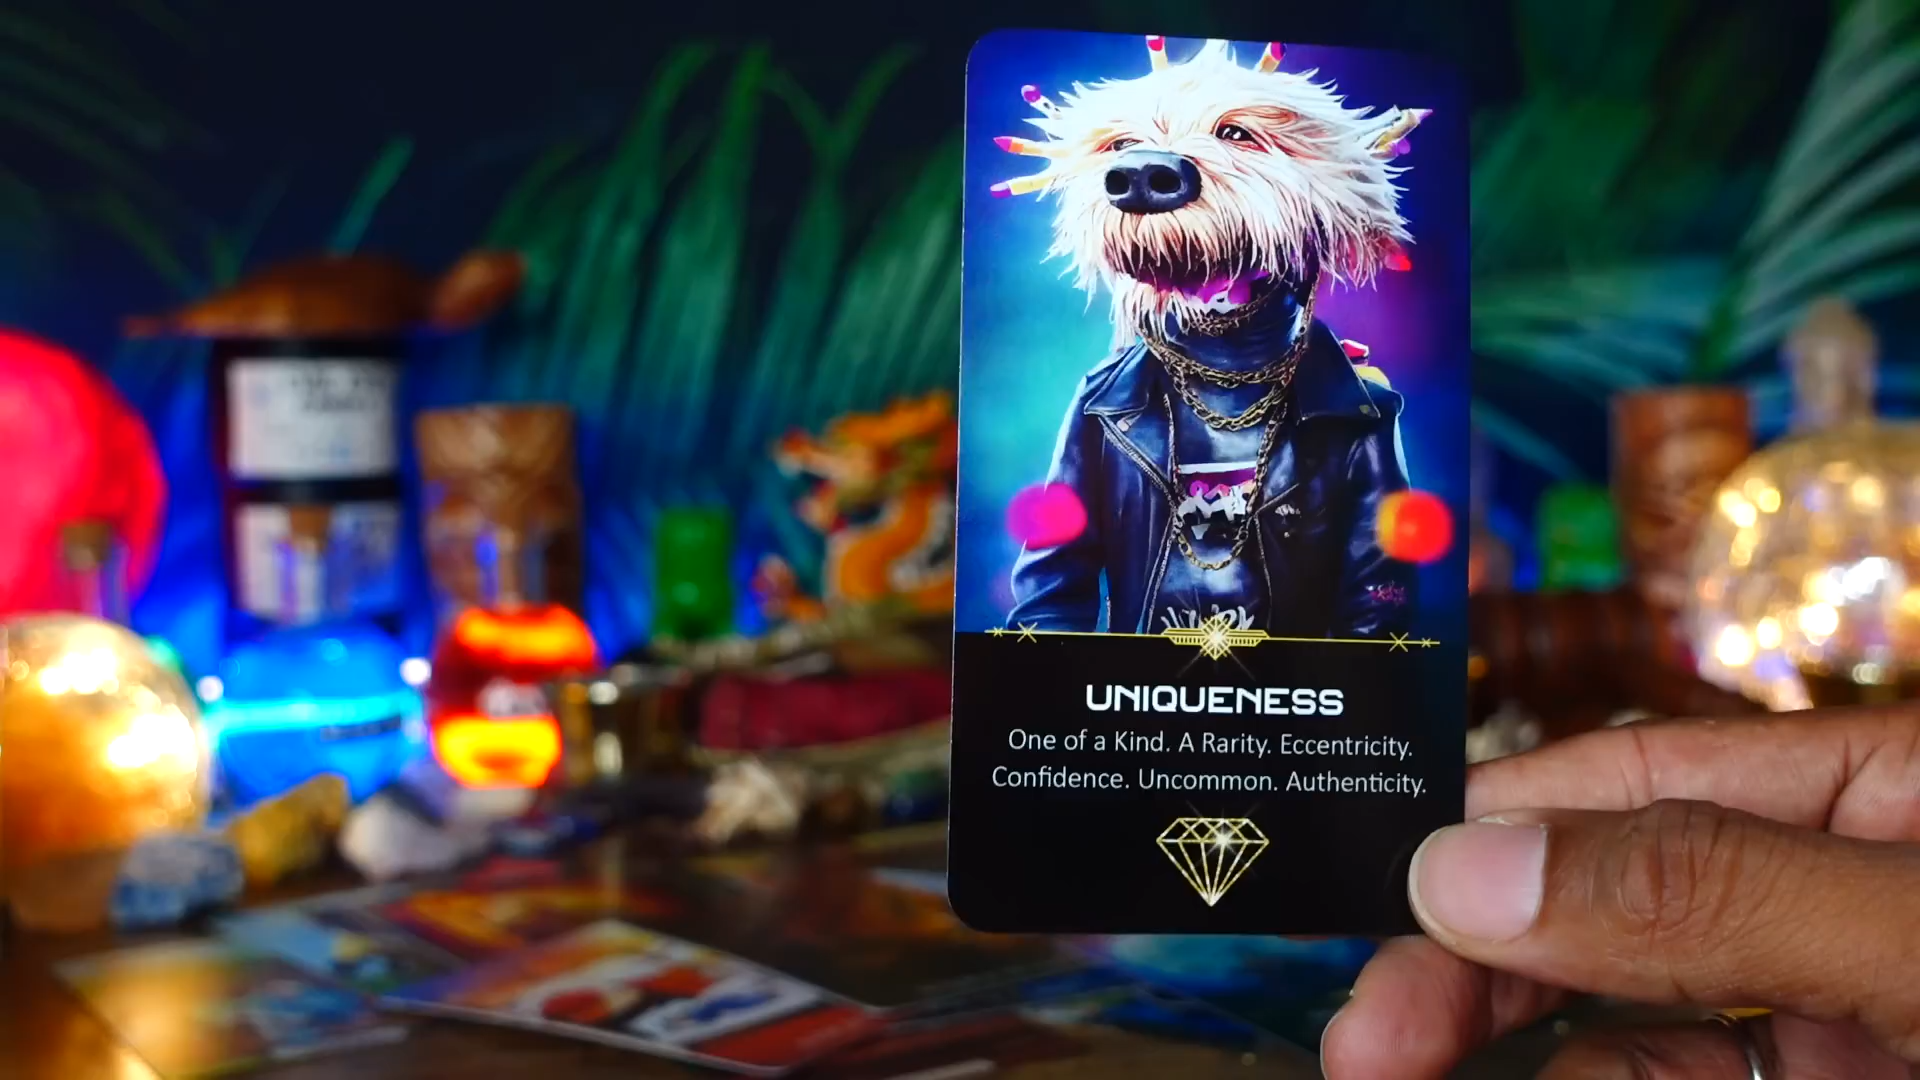 UNIQUENESS
One of a Kind. A Rarity. Eccentricity.
Confidence. Uncommon. Authenticity.